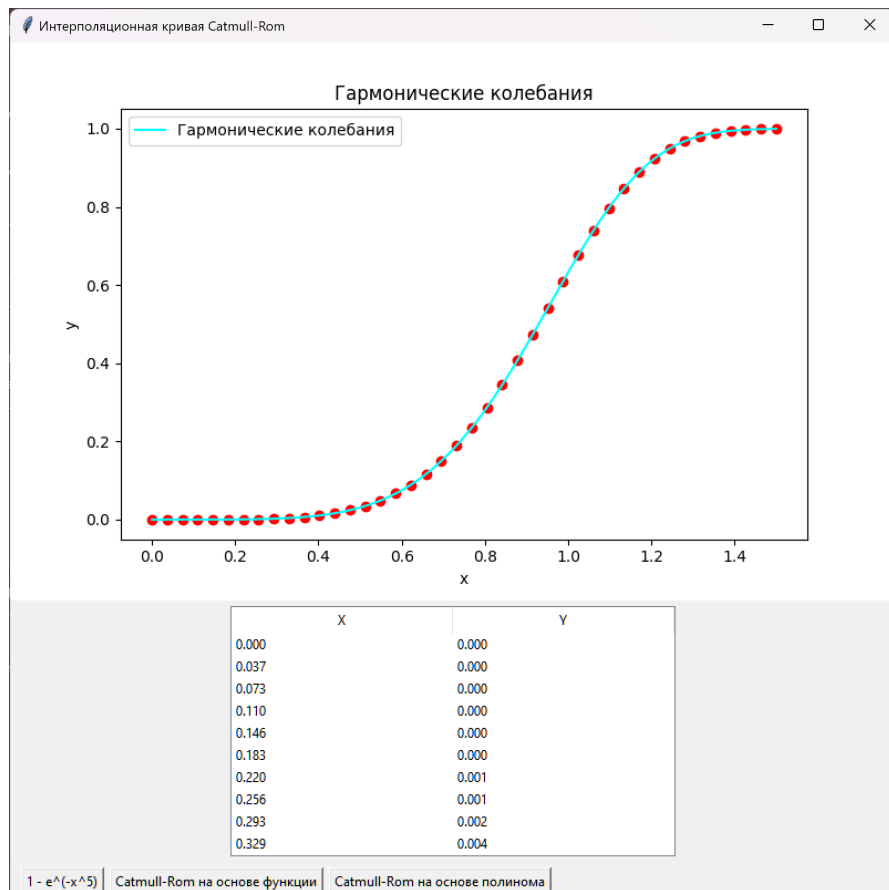 Интерполяционная кривая Catmull-Rom
Гармонические колебания
Гармонические колебания
1.0
0.8
0.6
0.4
0.2
0.0
y
0.0 0.2 0.4 0.6 0.8 1.0 1.2 1.4
x
X Y
0.000 0.000
0.037 0.000
0.073 0.000
0.110 0.000
0.146 0.000
0.183 0.000
0.220 0.001
0.256 0.001
0.293 0.002
0.329 0.004
1 - e^(-x^5) Catmull-Rom на основе функции Catmull-Rom на основе полинома